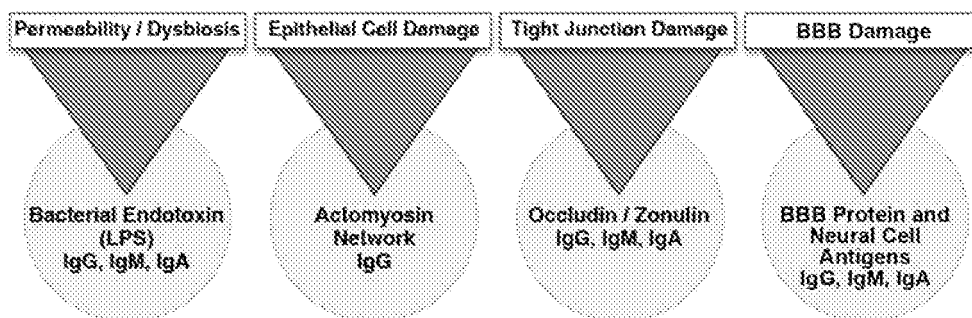 Permeability / Dysbiosis
Epithelial Cell Damage
Tight Junction Damage
BBB Damage
Bacterial Endotoxin
(LPS)
IgG, IgM, IgA
Actomyosin
Network
IgG
Occludin / Zonulin
IgG, IgM, IgA
BBB Protein and
Neural Cell
Antigens
IgG, IgM, IgA